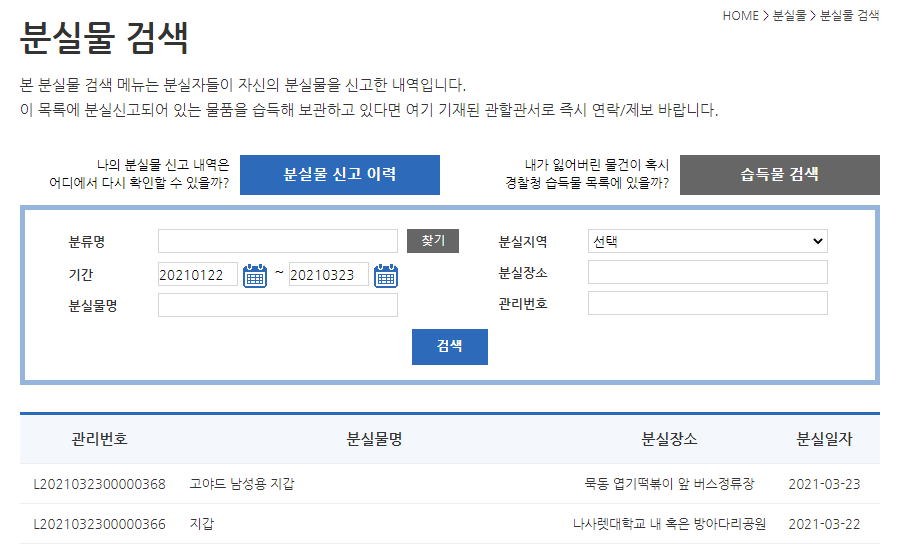 HOME > 분실물 > 분실물 검색
분실물 검색
본 분실물 검색 메뉴는 분실자들이 자신의 분실물을 신고한 내역입니다.
이 목록에 분실신고되어 있는 물품을 습득해 보관하고 있다면 여기 기재된 관할관서로 즉시 연락/제보 바랍니다.
나의 분실물 신고 내역은
어디에서 다시 확인할 수 있을까?
분실물 신고 이력
내가 잃어버린 물건이 혹시
경찰청 습득물 목록에 있을까?
습득물 검색
분류명 찾기 분실지역 선택
기간 20210122 ~ 20210323 분실장소
분실물명 관리번호
검색
관리번호 분실물명 분실장소 분실일자
L2021032300000368 고야드 남성용 지갑 묵동 엽기떡볶이 앞 버스정류장 2021-03-23
L2021032300000366 지갑 나사렛대학교 내 혹은 방아다리공원 2021-03-22